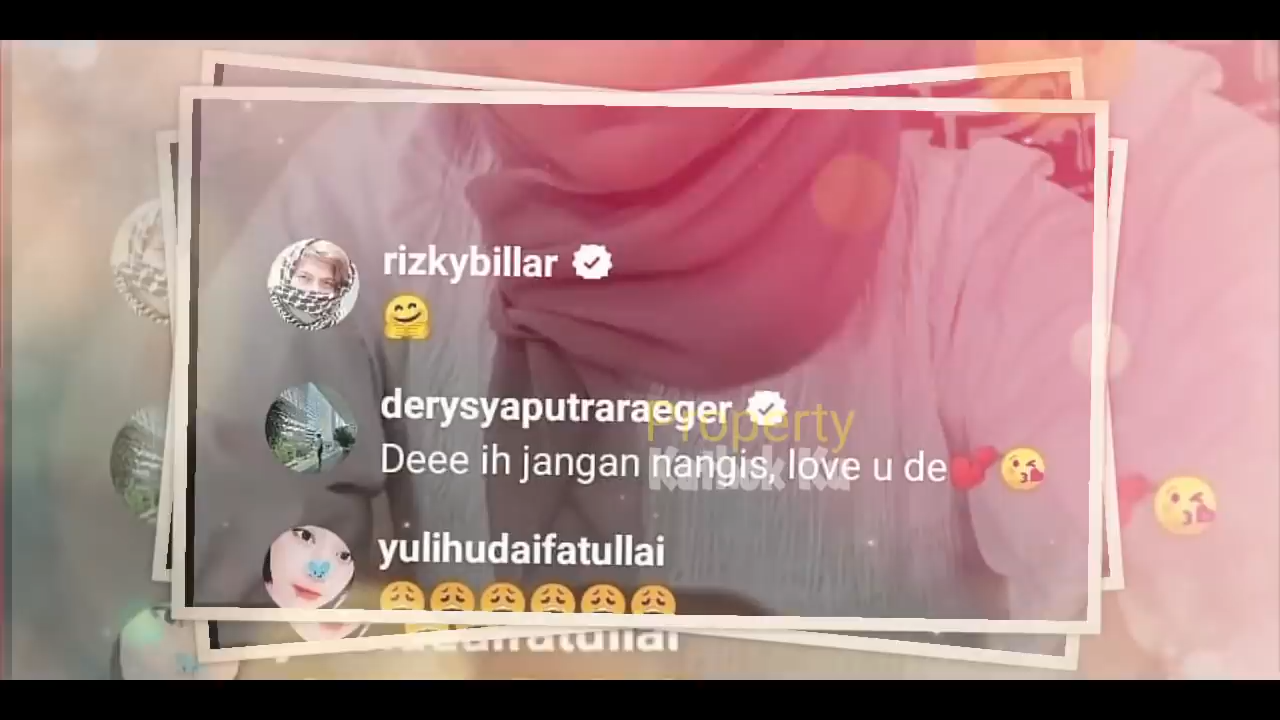 rizkybillar
🤗
derysyaputraraeger
Property
Deee ih jangan nangis, love u de💕😘
yulihudaifatullai
😩😩😩😩😩😩